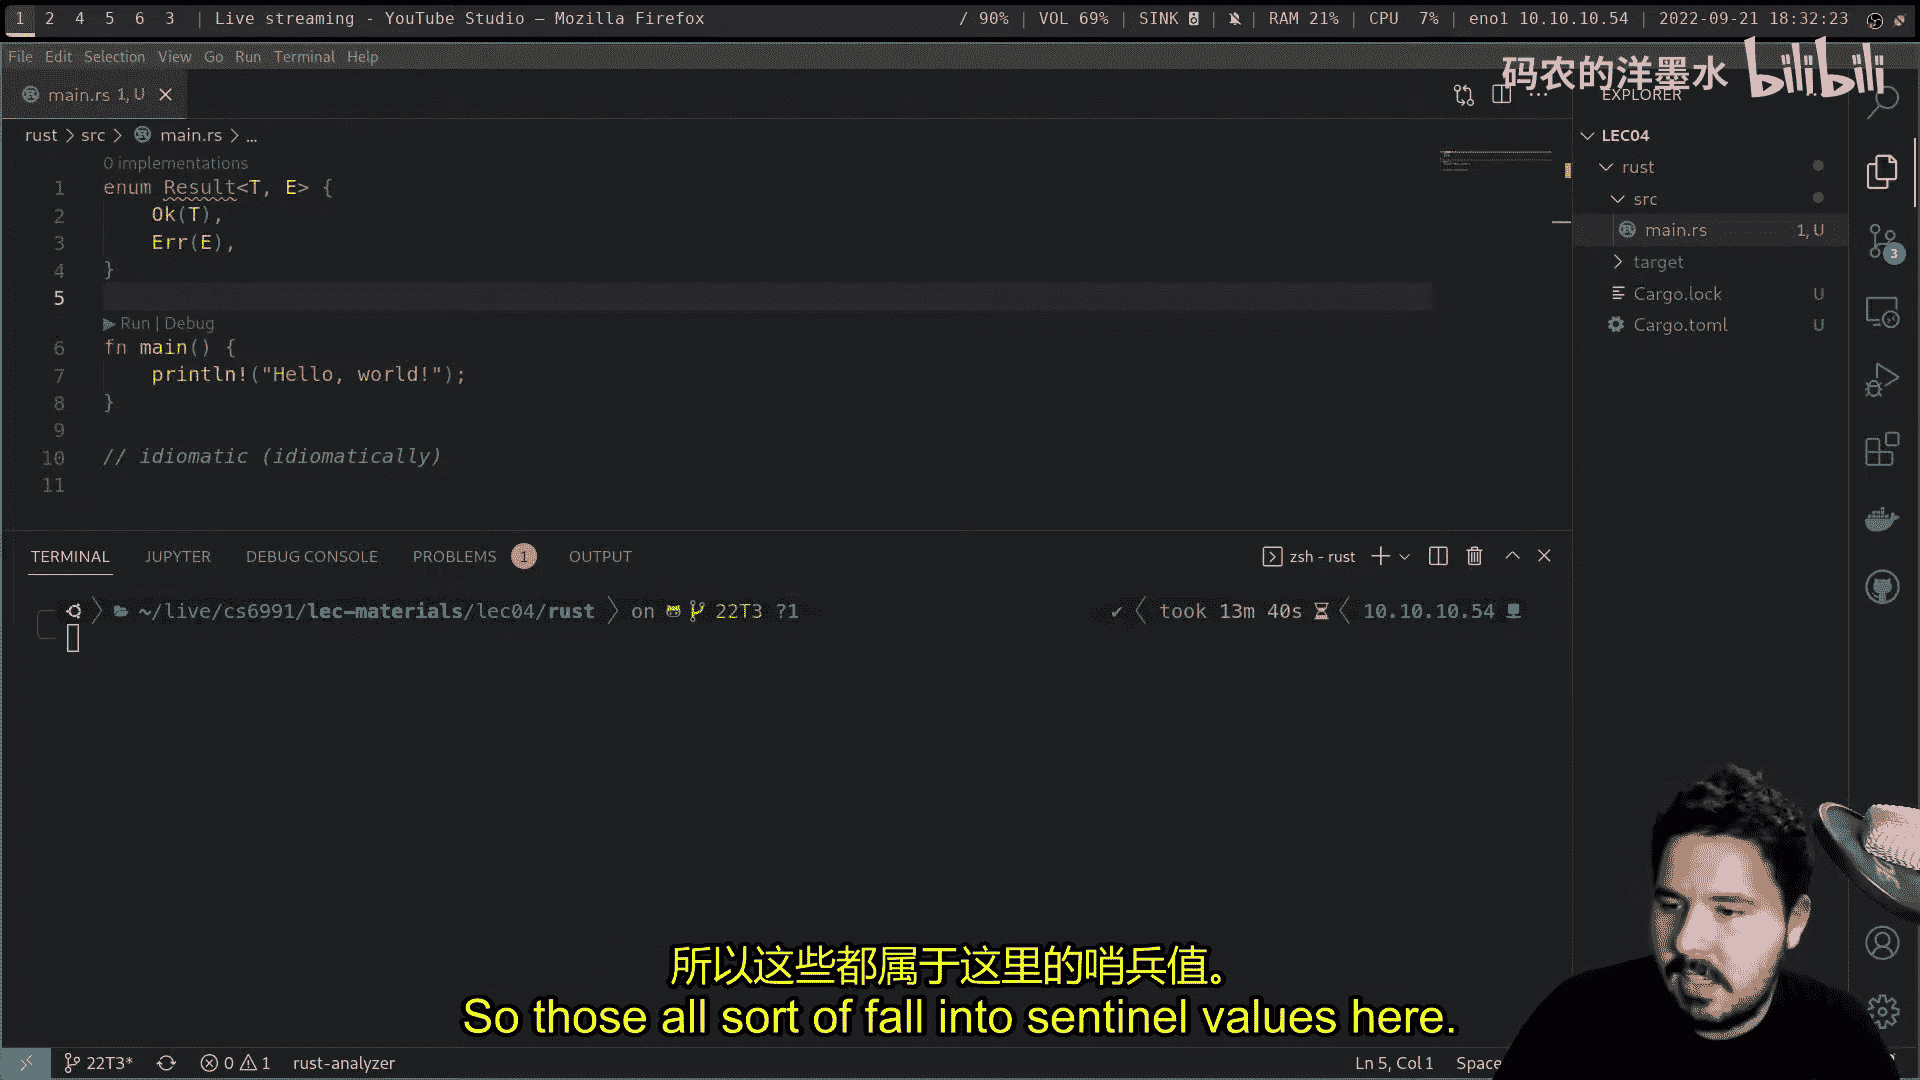 1 2 4 5 6 3 | Live streaming - YouTube Studio — Mozilla Firefox
/ 90% | VOL 69% | SINK | | RAM 21% | CPU 7% | eno1 10.10.10.54 | 2022-09-21 18:32:23
File Edit Selection View Go Run Terminal Help
码农的洋墨水 bilibili
main.rs 1, U
EXPLORER
rust > src > main.rs > ...
LEC04
rust
src
main.rs 1, U
target
Cargo.lock U
Cargo.toml U
3
0 implementations
1 enum Result<T, E> {
2 Ok(T),
3 Err(E),
4 }
5
Run | Debug
6 fn main() {
7 println!("Hello, world!");
8 }
9
10 // idiomatic (idiomatically)
11
TERMINAL JUPYTER DEBUG CONSOLE PROBLEMS 1 OUTPUT
zsh - rust
~/live/cs6991/lec-materials/lec04/rust on 22T3 ?1
✔ took 13m 40s 10.10.10.54
所以这些都属于这里的哨兵值。
So those all sort of fall into sentinel values here.
22T3* 0 1 rust-analyzer
Ln 5, Col 1 Space